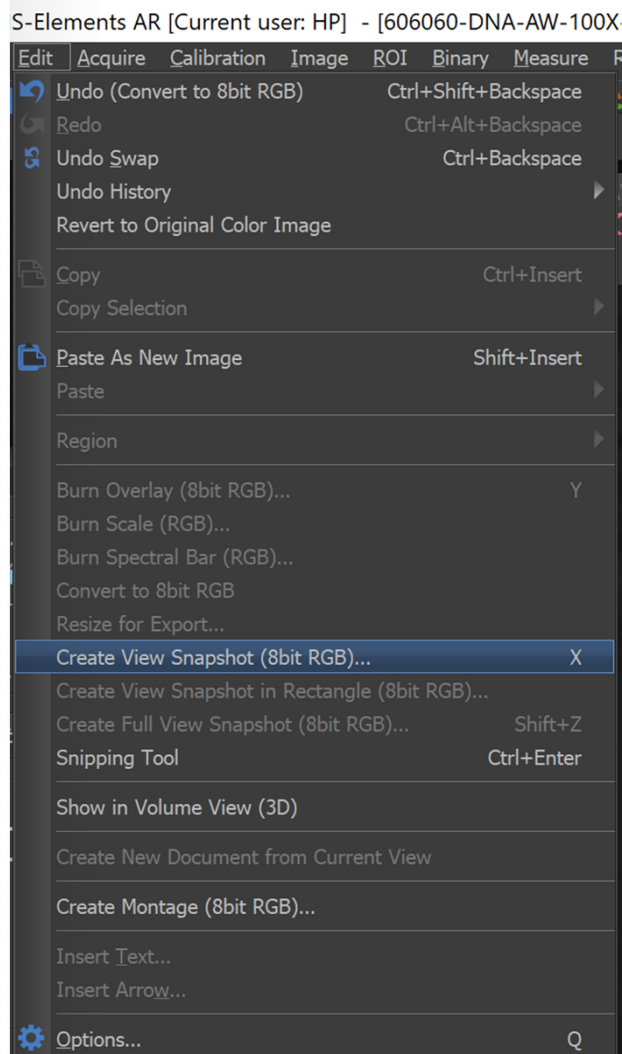 S-Elements AR [Current user: HP] - [606060-DNA-AW-100X-
Edit Acquire Calibration Image ROI Binary Measure
Undo (Convert to 8bit RGB) Ctrl+Shift+Backspace
Redo Ctrl+Alt+Backspace
Undo Swap Ctrl+Backspace
Undo History
Revert to Original Color Image
Copy Ctrl+Insert
Copy Selection
Paste As New Image Shift+Insert
Paste
Region
Burn Overlay (8bit RGB)... Y
Burn Scale (RGB)...
Burn Spectral Bar (RGB)...
Convert to 8bit RGB
Resize for Export...
Create View Snapshot (8bit RGB)... X
Create View Snapshot in Rectangle (8bit RGB)...
Create Full View Snapshot (8bit RGB)... Shift+Z
Snipping Tool Ctrl+Enter
Show in Volume View (3D)
Create New Document from Current View
Create Montage (8bit RGB)...
Insert Text...
Insert Arrow...
Options... Q